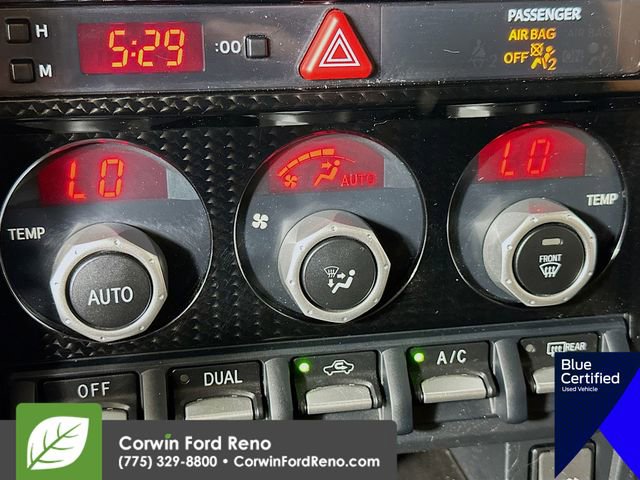 H
5:29
:00
M
PASSENGER
AIR BAG
OFF
2
LO
AUTO
LO
TEMP
TEMP
AUTO
FRONT
OFF
DUAL
A/C
REAR
Blue
Certified
Used Vehicle
Corwin Ford Reno
(775) 329-8800 • CorwinFordReno.com